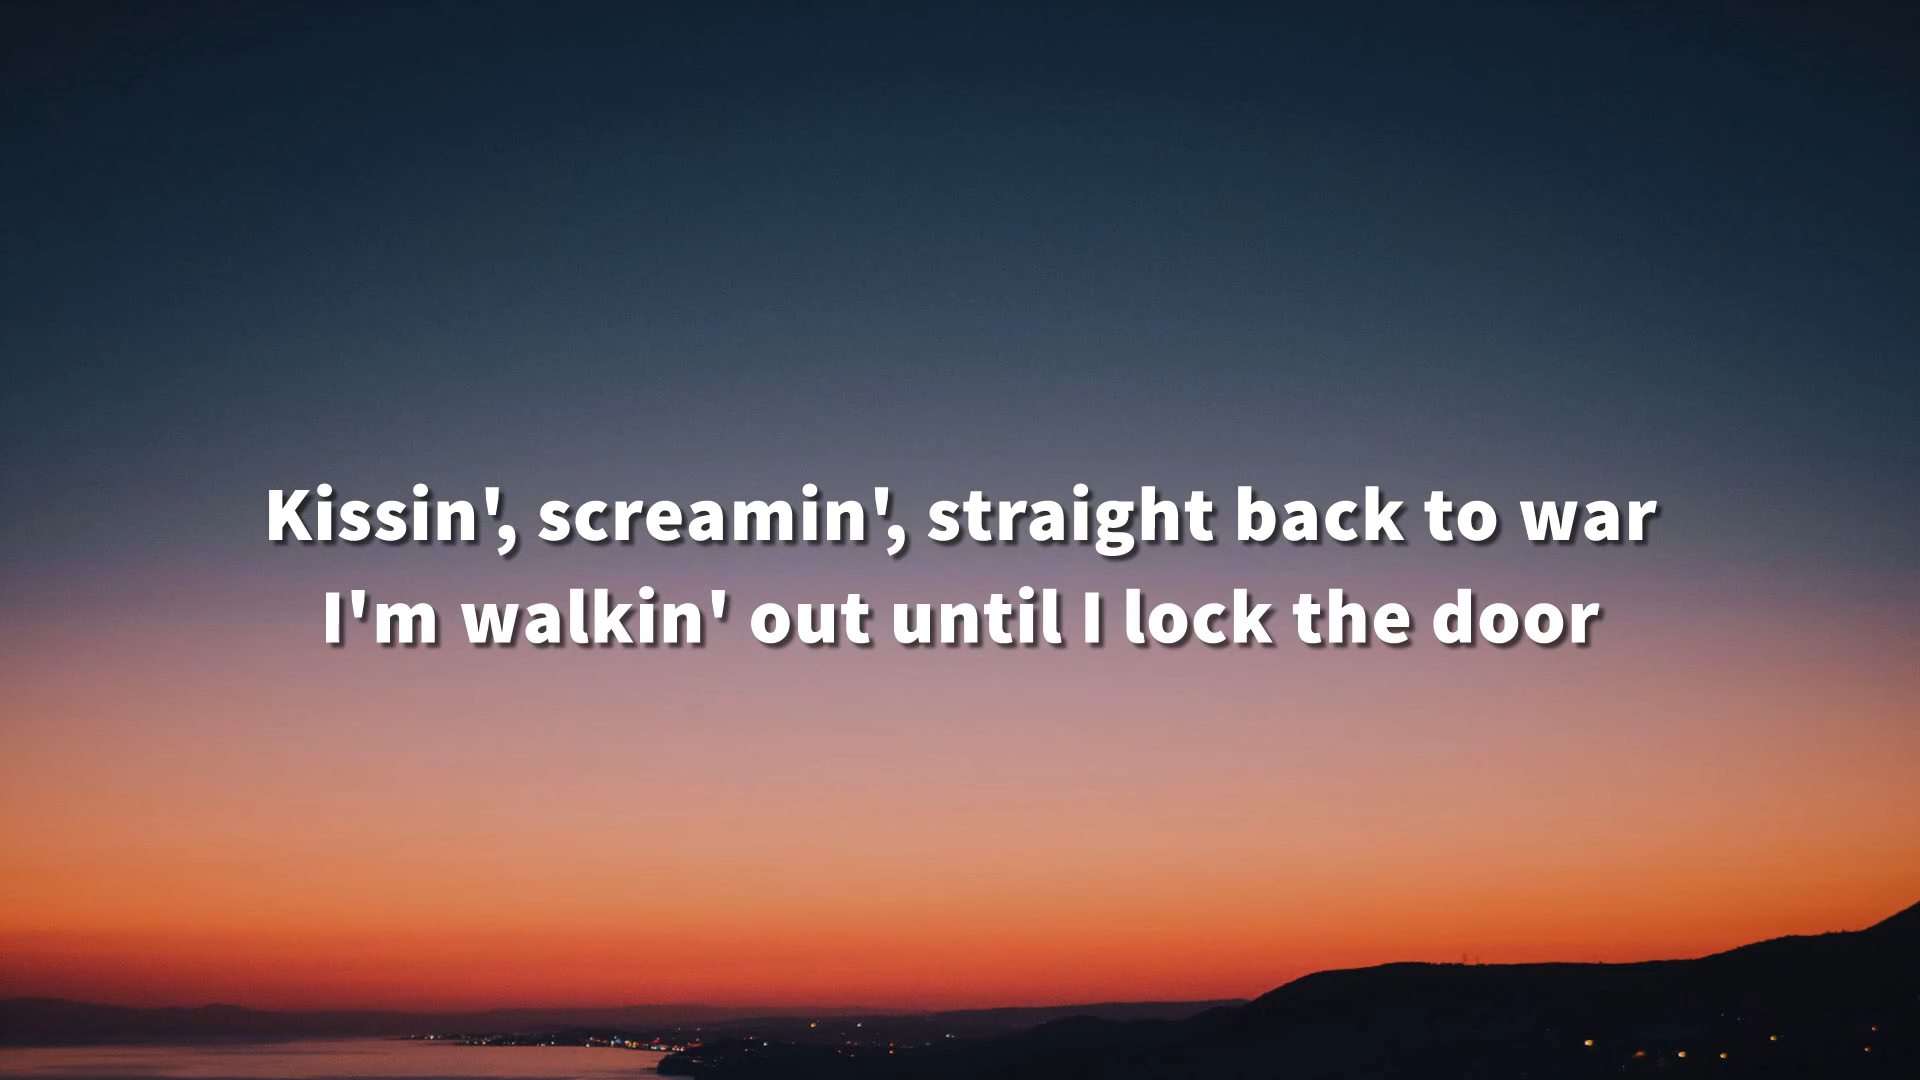 Kissin', screamin', straight back to war
I'm walkin' out until I lock the door